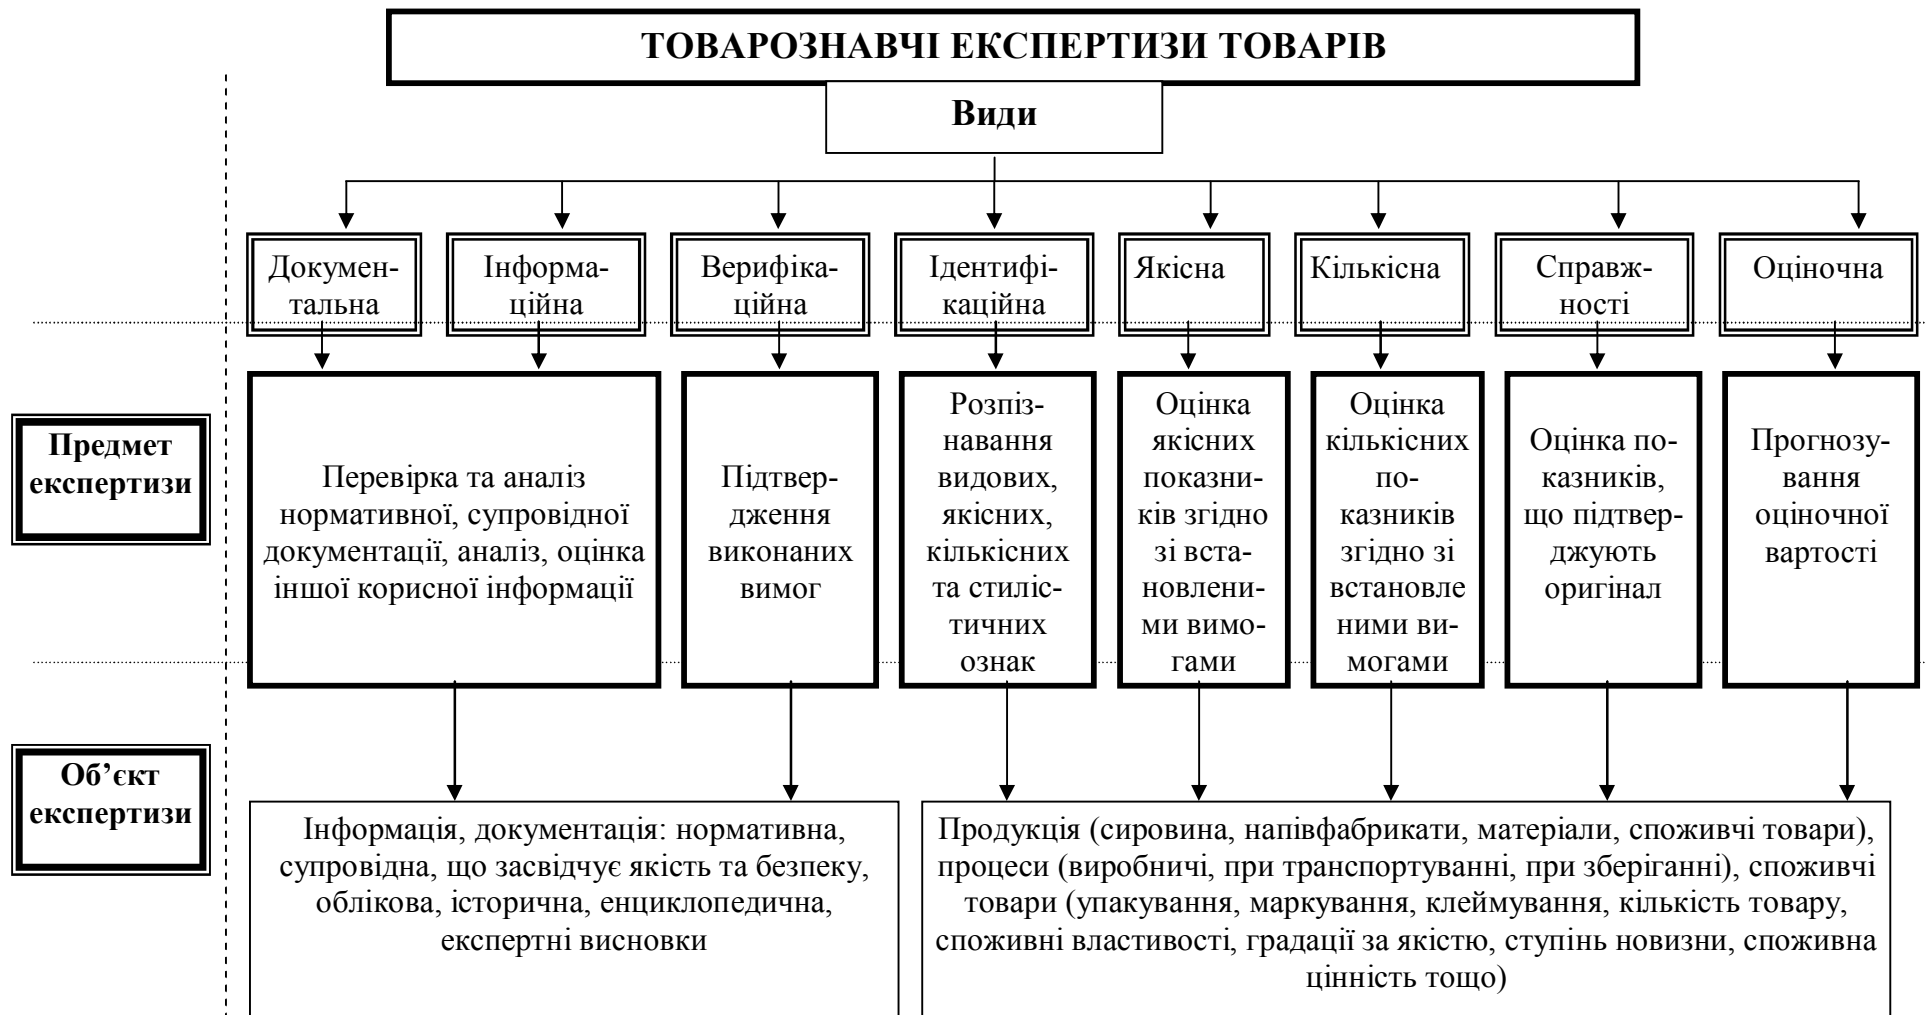 ТОВАРОЗНАВЧІ ЕКСПЕРТИЗИ ТОВАРІВ
Види
Докумен-
тальна
Інформа-
ційна
Верифіка-
ційна
Ідентифі-
каційна
Якісна
Кількісна
Справж-
ності
Оціночна
Предмет
експертизи
Перевірка та аналіз
нормативної, супровідної
документації, аналіз, оцінка
іншої корисної інформації
Підтвер-
дження
виконаних
вимог
Розпіз-
навання
видових,
якісних,
кількісних
та стиліс-
тичних
ознак
Оцінка
якісних
показни-
ків згідно
зі вста-
новлени-
ми вимо-
гами
Оцінка
кількісних
по-
казників
згідно зі
встановле
ними ви-
могами
Оцінка по-
казників,
що підтвер-
джують
оригінал
Прогнозу-
вання
оціночної
вартості
Об’єкт
експертизи
Інформація, документація: нормативна,
супровідна, що засвідчує якість та безпеку,
облікова, історична, енциклопедична,
експертні висновки
Продукція (сировина, напівфабрикати, матеріали, споживчі товари),
процеси (виробничі, при транспортуванні, при зберіганні), споживчі
товари (упакування, маркування, клеймування, кількість товару,
споживні властивості, градації за якістю, ступінь новизни, споживна
цінність тощо)